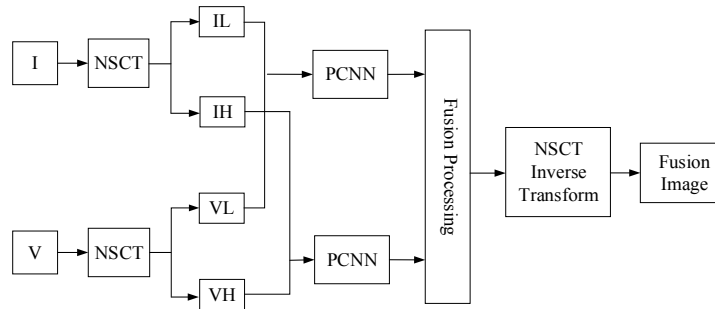 I
NSCT
IL
IH
PCNN
V
NSCT
VL
VH
PCNN
Fusion Processing
NSCT
Inverse
Transform
Fusion
Image